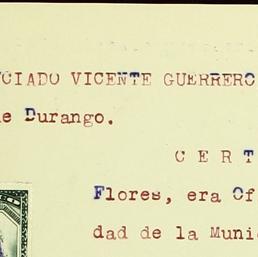 CIADO VICENTE GUERRERO
e Durango.
C E R T
Flores, era Of
dad de la Muni